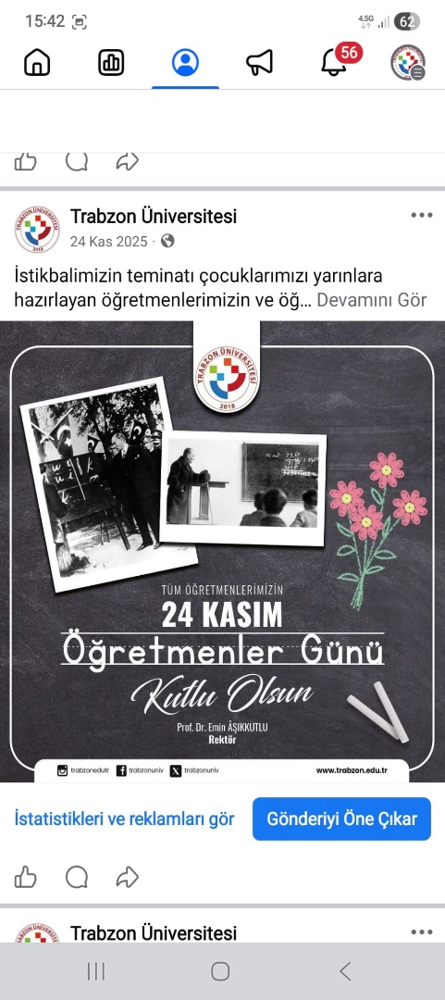 15:42
4.5G
62
56
Trabzon Üniversitesi
24 Kas 2025 ·
İstikbalimizin teminatı çocuklarımızı yarınlara
hazırlayan öğretmenlerimizin ve öğ... Devamını Gör
TRABZON ÜNİVERSİTESİ
2018
TÜM ÖĞRETMENLERİMİZİN
24 KASIM
Öğretmenler Günü
Kutlu Olsun
Prof. Dr. Emin ÂŞIKKUTLU
Rektör
trabzonedutr trabzonuniv trabzonuniv www.trabzon.edu.tr
İstatistikleri ve reklamları gör
Gönderiyi Öne Çıkar
Trabzon Üniversitesi